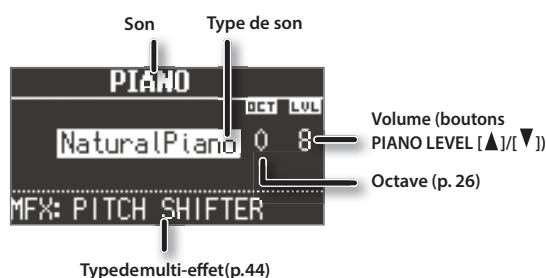 Son
Type de son
PIANO
OCT LVL
NaturalPiano 0 8
Volume (boutons
PIANO LEVEL [▲]/[▼])
Octave (p. 26)
MFX: PITCH SHIFTER
Typedemulti-effet(p.44)